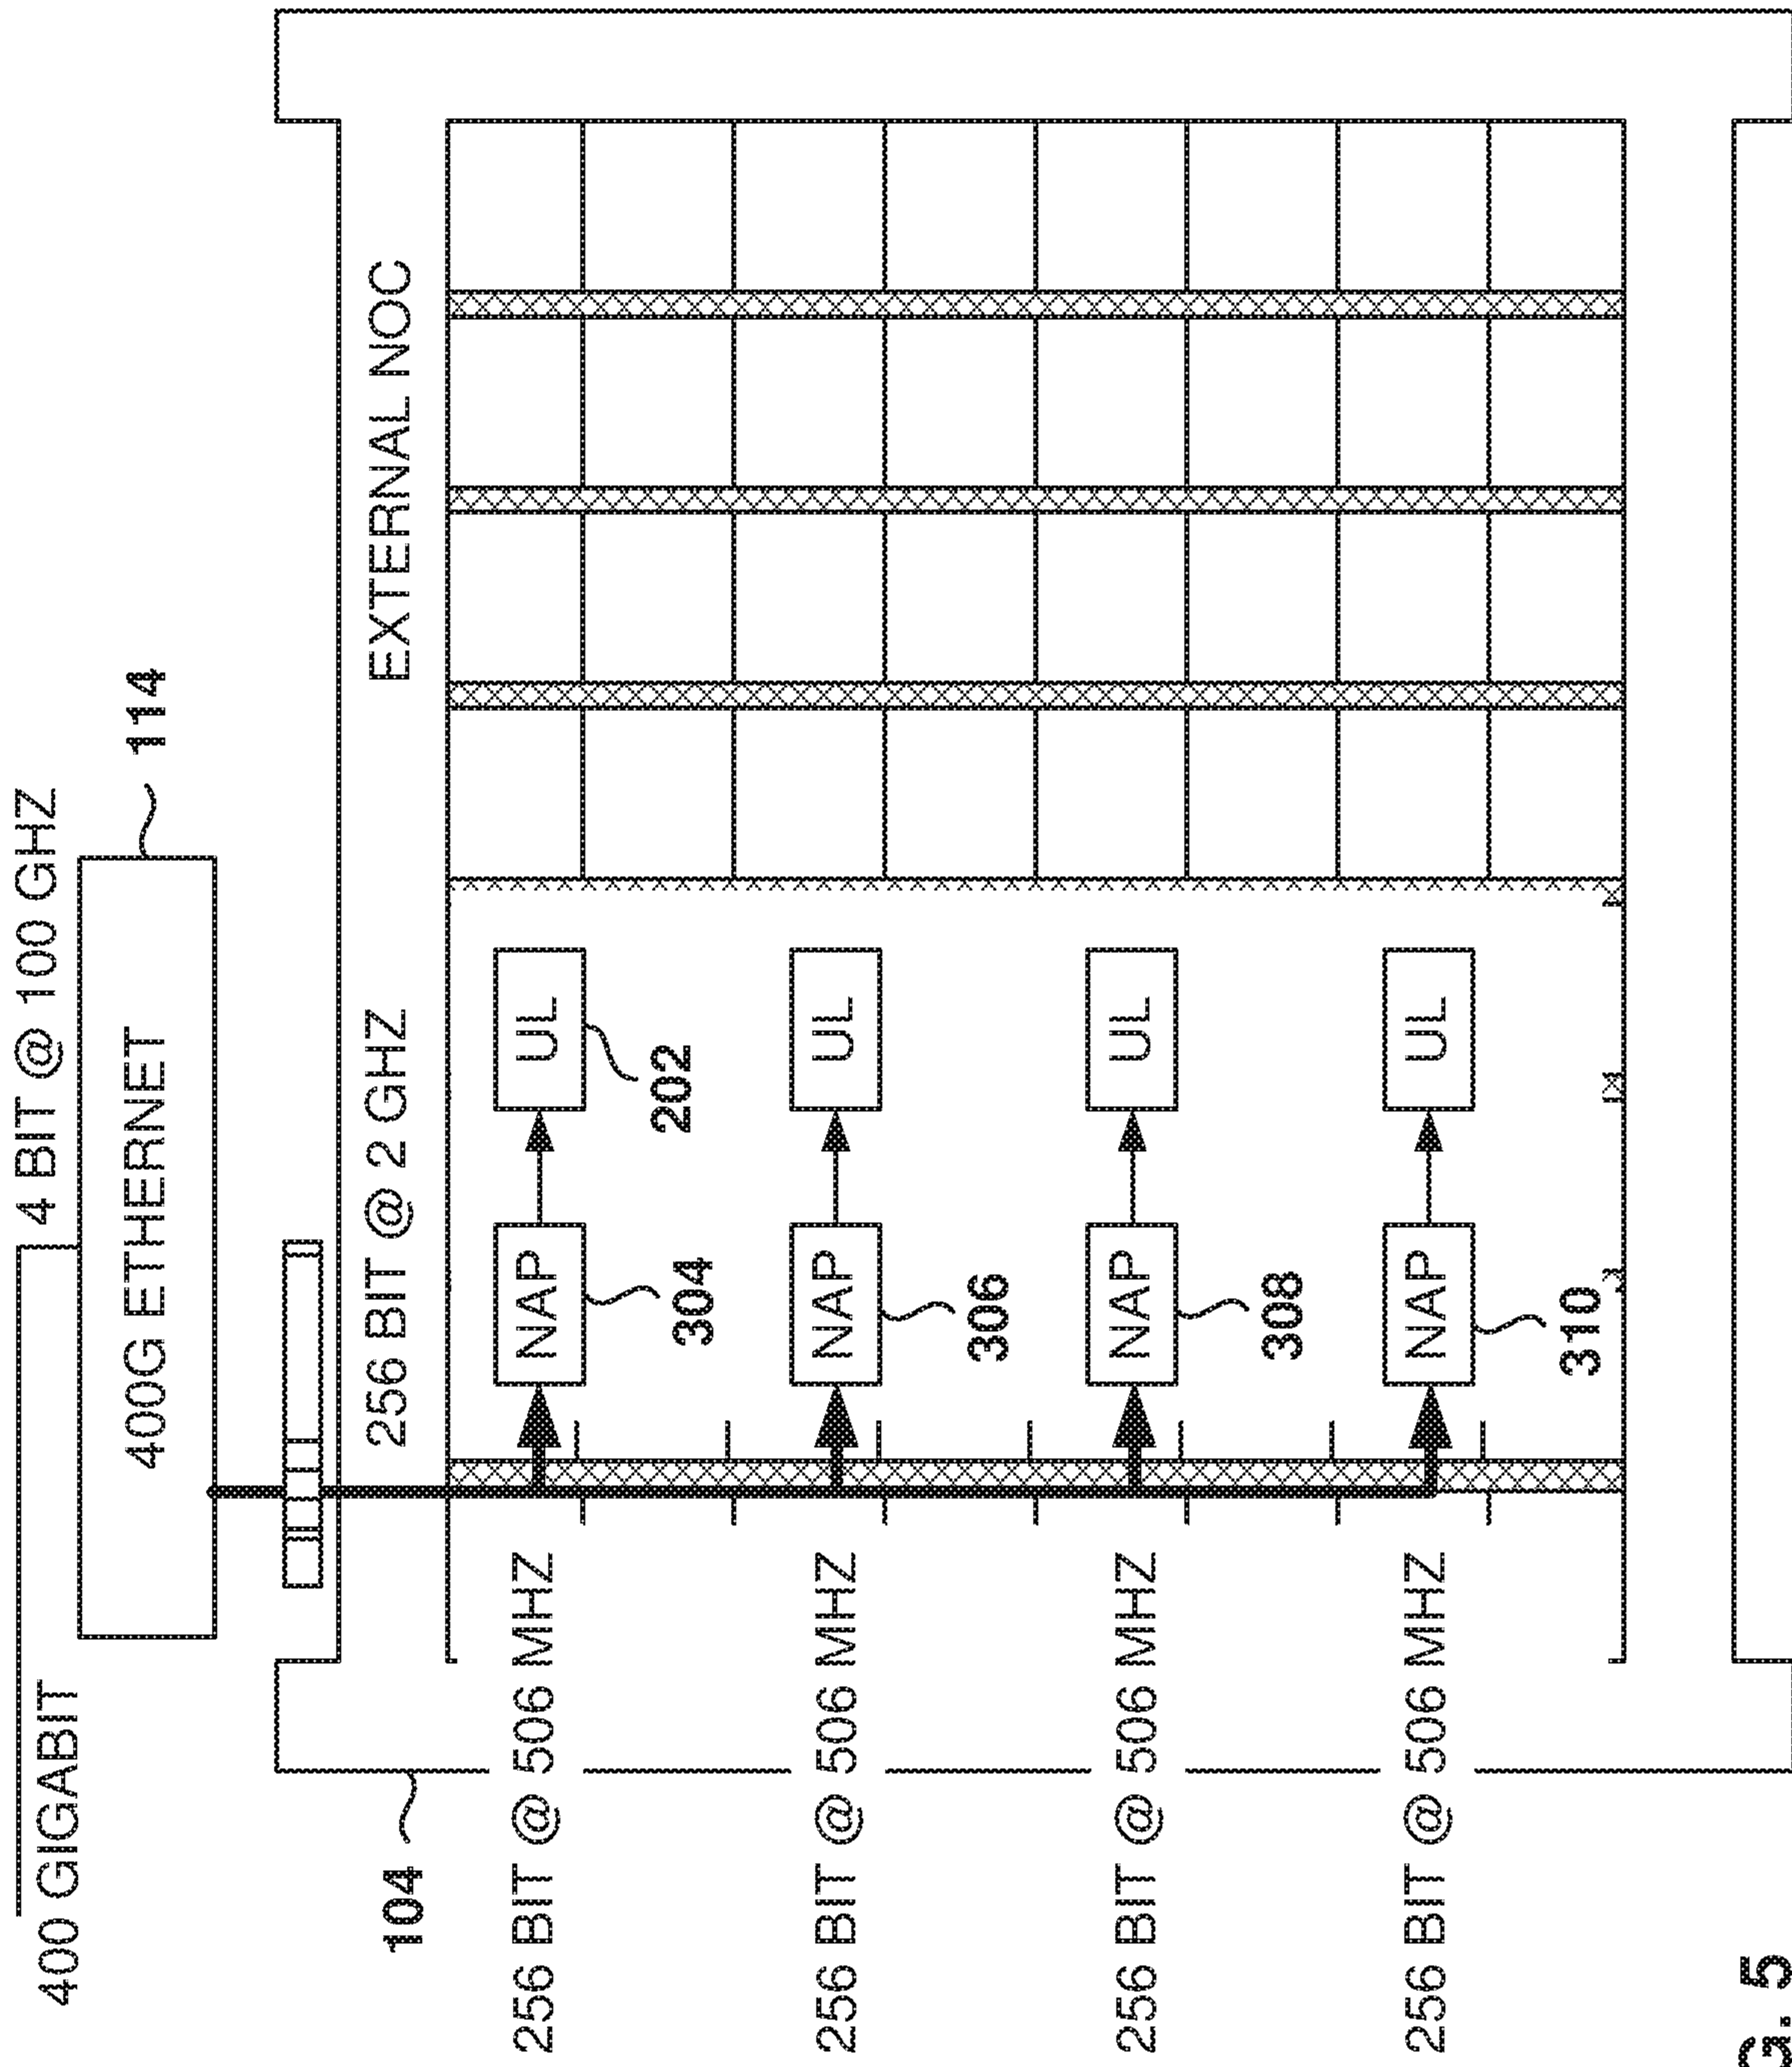 400 GIGABIT
4 BIT @ 100 GHZ
400G ETHERNET
114
256 BIT @ 2 GHZ
EXTERNAL NOC
104
256 BIT @ 506 MHZ
NAP
UL
304
202
256 BIT @ 506 MHZ
NAP
UL
306
256 BIT @ 506 MHZ
NAP
UL
308
256 BIT @ 506 MHZ
NAP
UL
310
G. 5